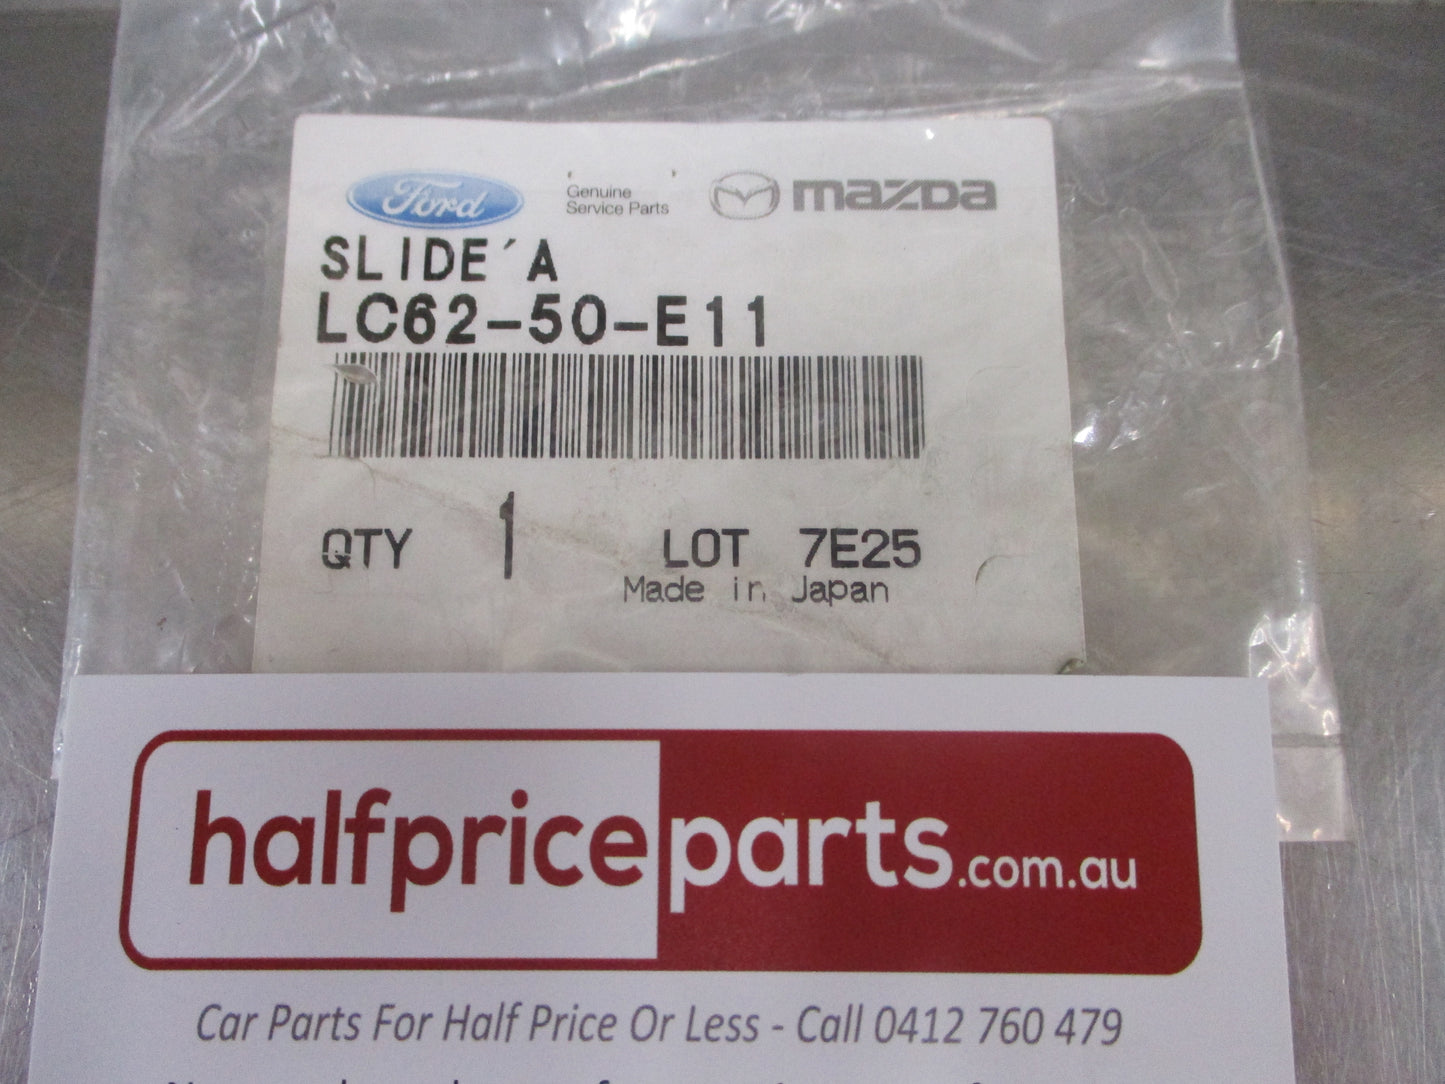 Ford
Genuine
Service Parts
mazda
SLIDE´A
LC62-50-E11
QTY 1 LOT 7E25
Made in Japan
halfpriceparts.com.au
Car Parts For Half Price Or Less - Call 0412 760 479